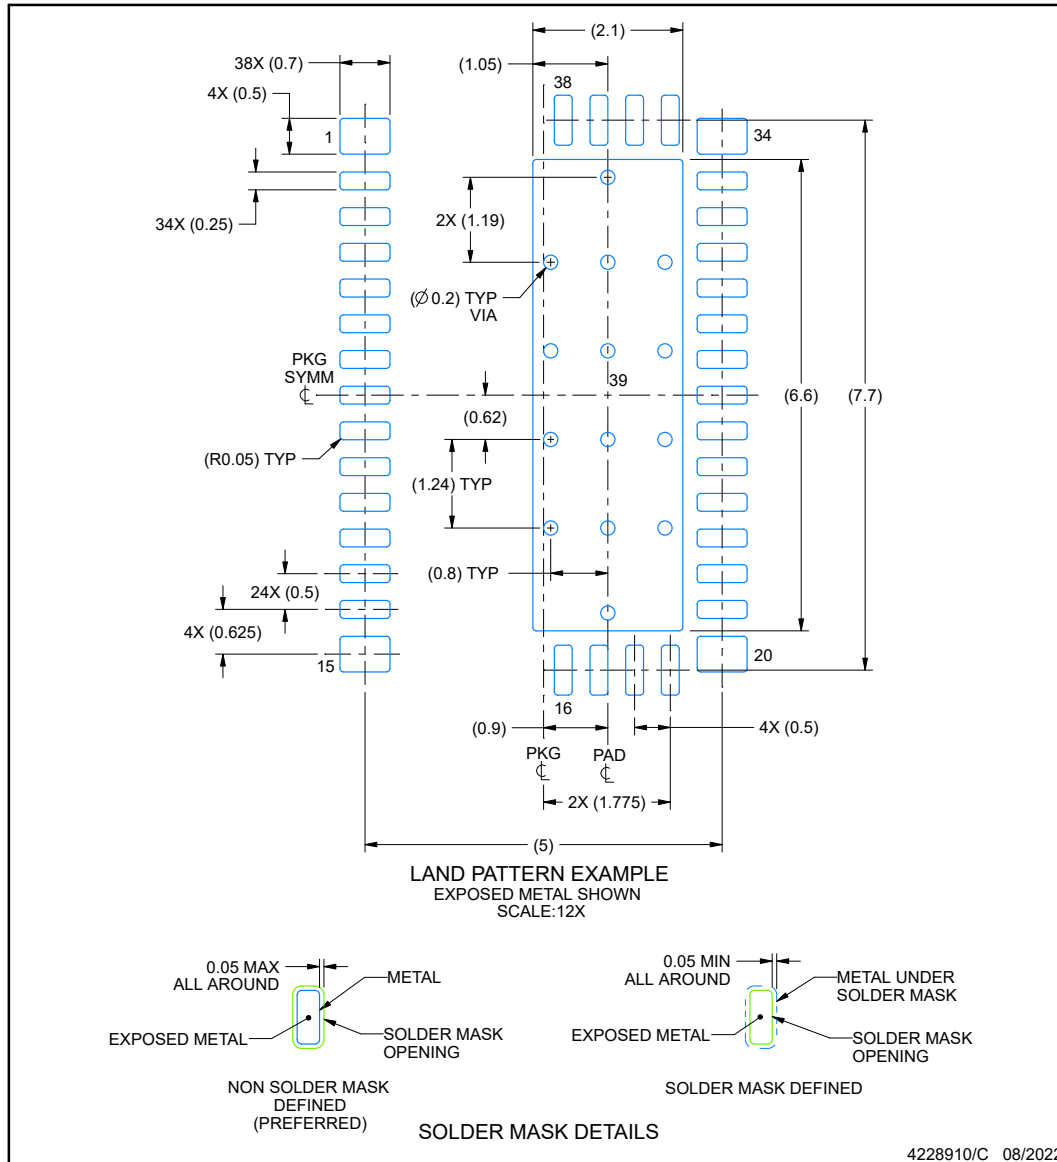 (2.1)
38X (0.7)
(1.05)
4X (0.5)
38
1
34
2X (1.19)
34X (0.25)
(Ø 0.2) TYP
VIA
PKG
SYMM
℄
39
(6.6)
(7.7)
(0.62)
(R0.05) TYP
(1.24) TYP
(0.8) TYP
24X (0.5)
4X (0.625)
15
20
16
(0.9)
4X (0.5)
PKG
℄
PAD
℄
2X (1.775)
(5)
LAND PATTERN EXAMPLE
EXPOSED METAL SHOWN
SCALE:12X
0.05 MAX
ALL AROUND
METAL
EXPOSED METAL
SOLDER MASK
OPENING
NON SOLDER MASK
DEFINED
(PREFERRED)
0.05 MIN
ALL AROUND
METAL UNDER
SOLDER MASK
EXPOSED METAL
SOLDER MASK
OPENING
SOLDER MASK DEFINED
SOLDER MASK DETAILS
4228910/C 08/2022